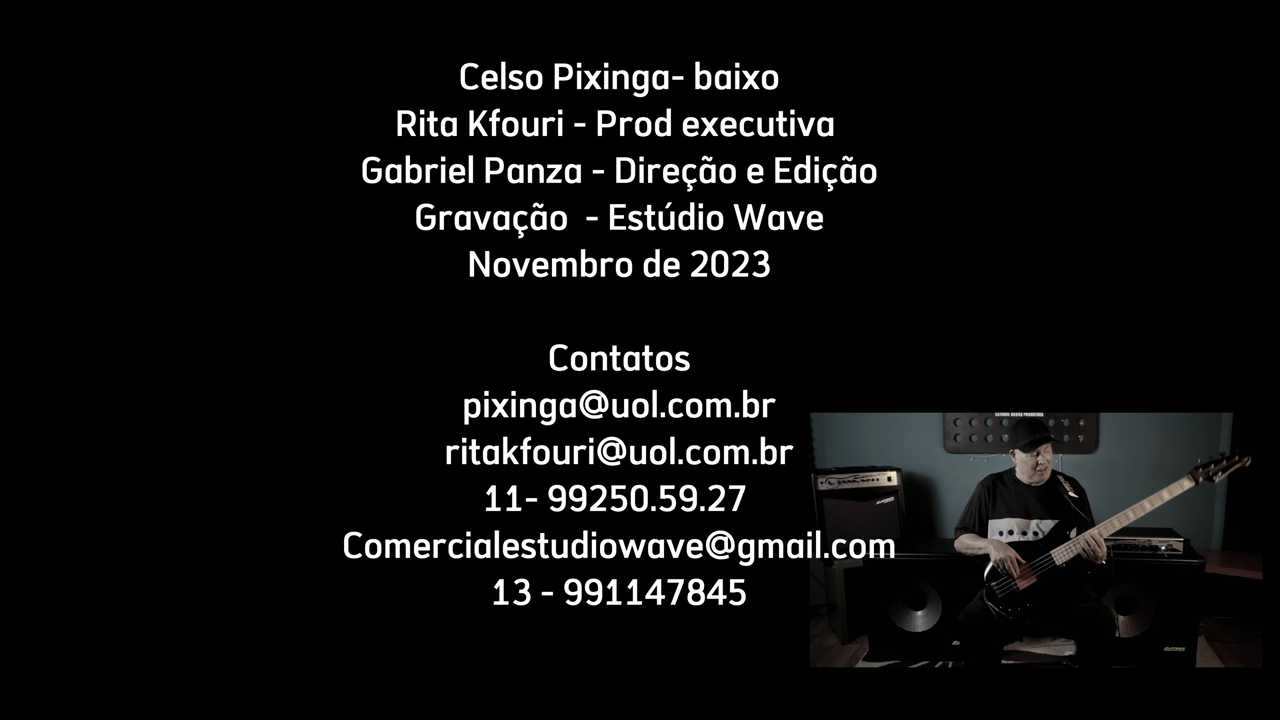 Celso Pixinga- baixo
Rita Kfouri - Prod executiva
Gabriel Panza - Direção e Edição
Gravação  - Estúdio Wave
Novembro de 2023
Contatos
pixinga@uol.com.br
ritakfouri@uol.com.br
11- 99250.59.27
Comercialestudiowave@gmail.com
13 - 991147845